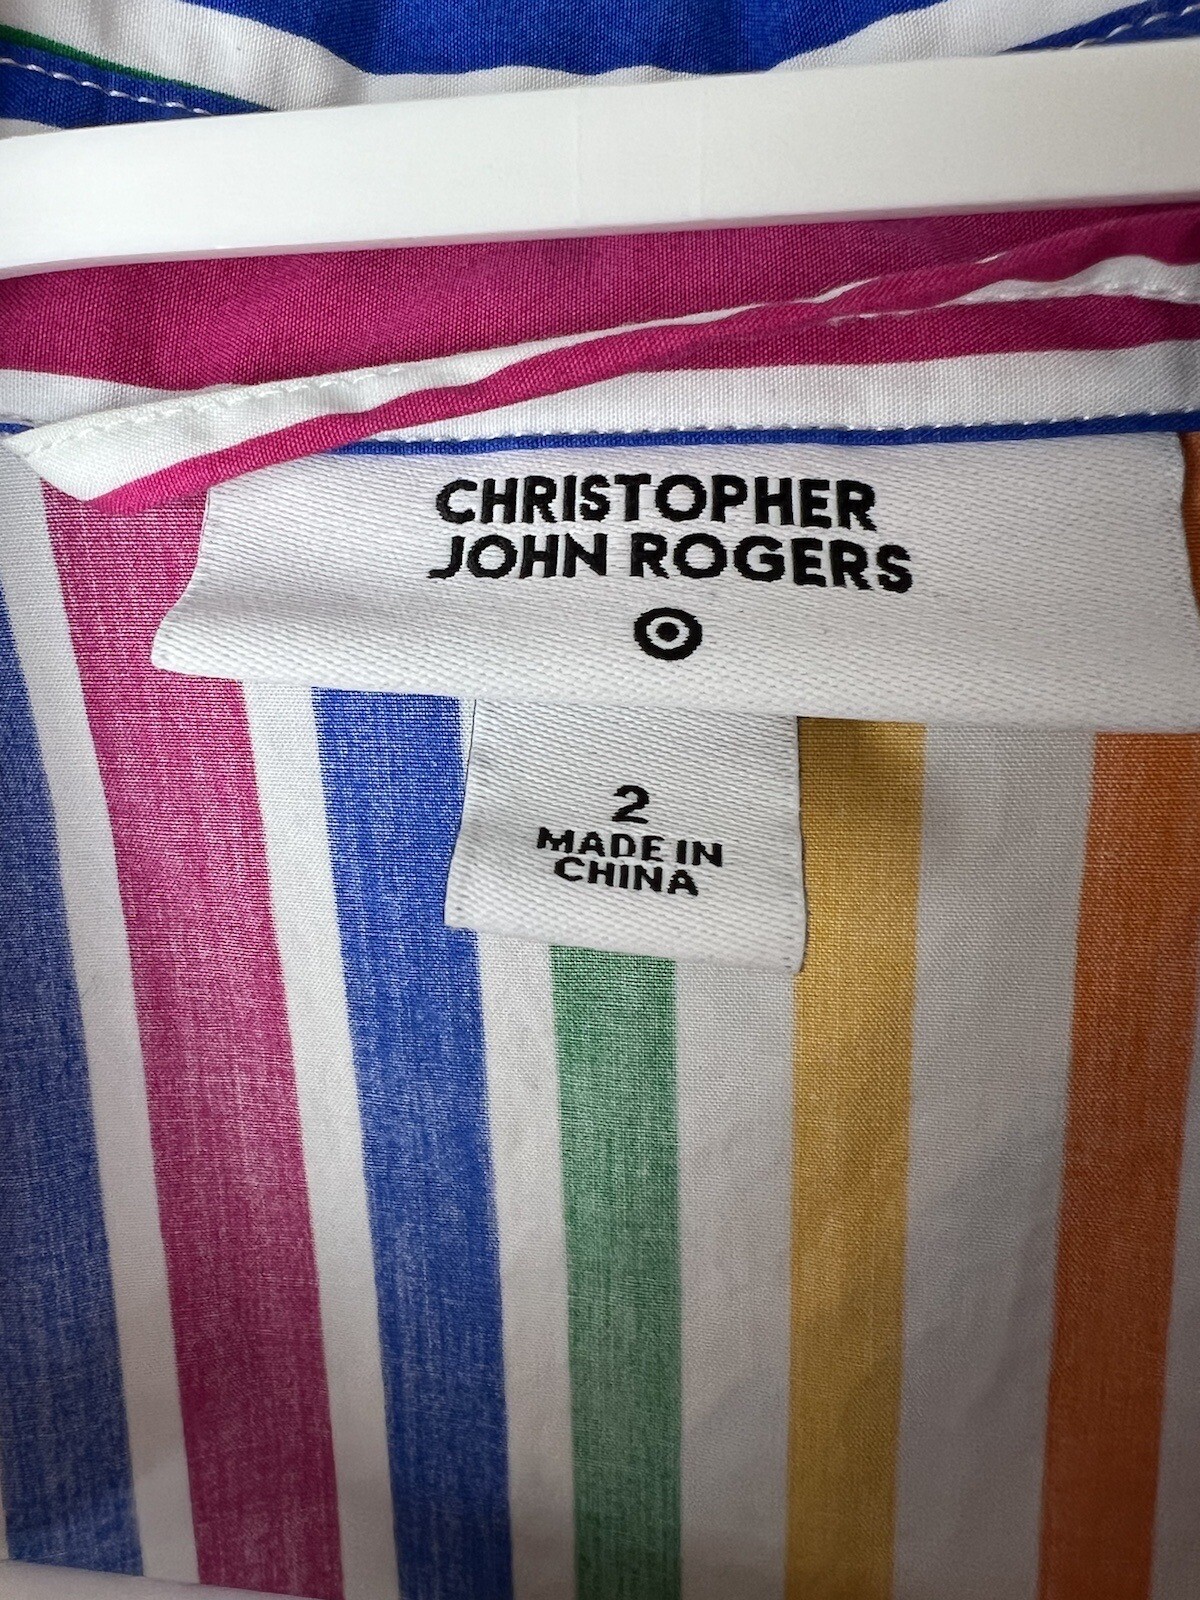 CHRISTOPHER
JOHN ROGERS
2
MADE IN
CHINA